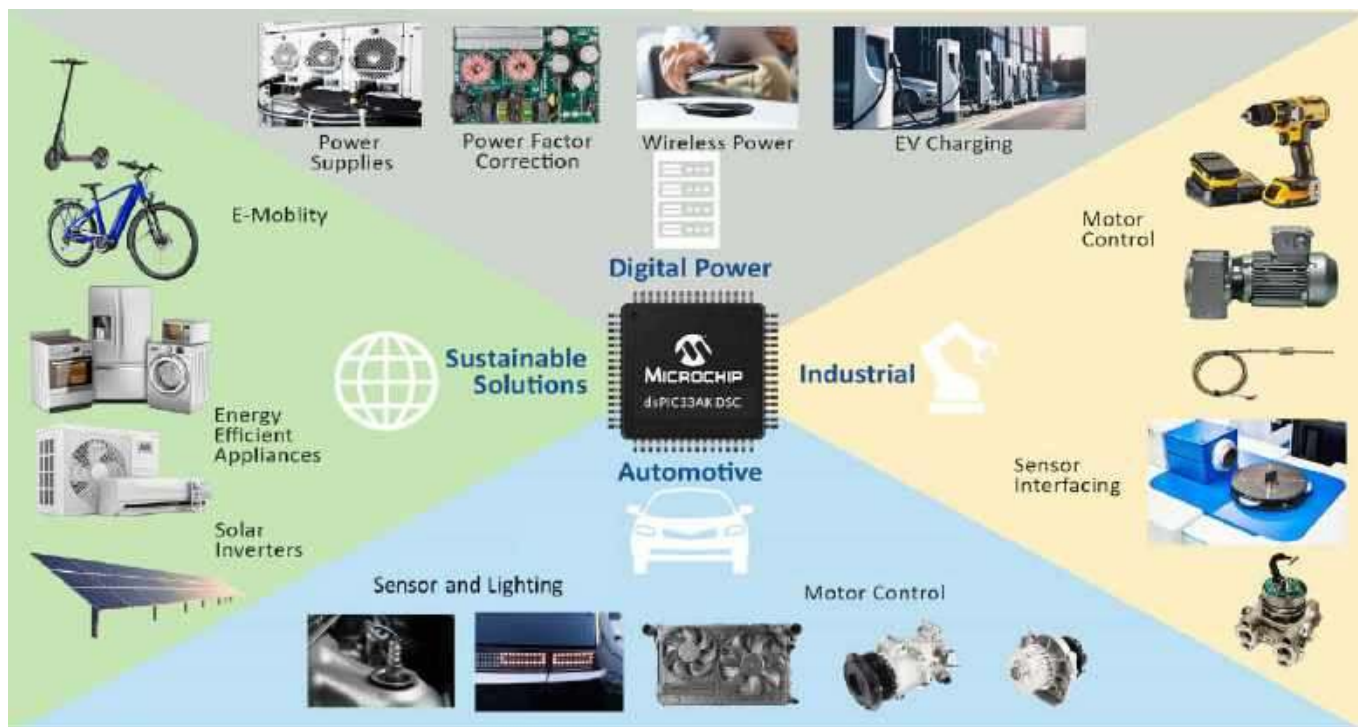 Power
Supplies
Power Factor
Correction
Wireless Power
EV Charging
E-Moblity
Motor
Control
Digital Power
Sustainable
Solutions
MICROCHIP
dsPIC33AK DSC
Industrial
Energy
Efficient
Appliances
Automotive
Sensor
Interfacing
Solar
Inverters
Sensor and Lighting
Motor Control